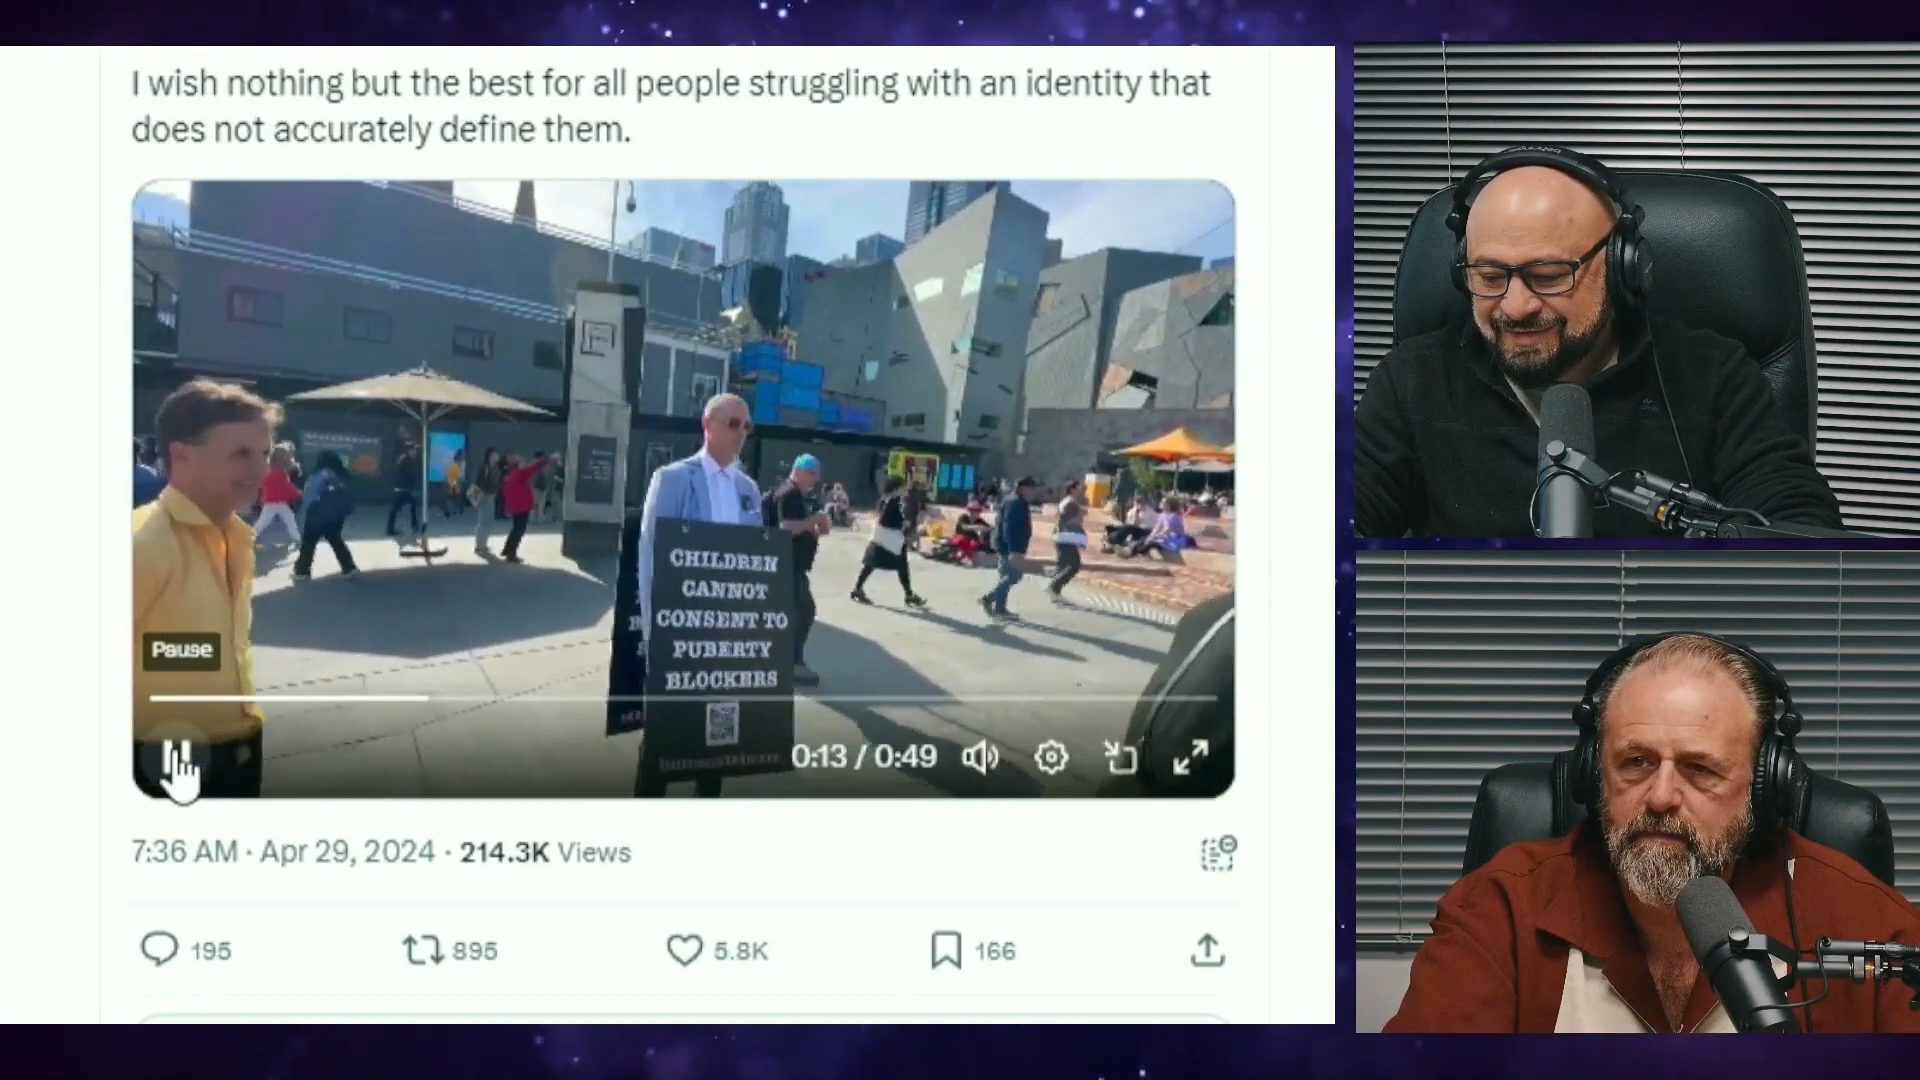 I wish nothing but the best for all people struggling with an identity that
does not accurately define them.
CHILDREN
CANNOT
CONSENT TO
PUBERTY
BLOCKERS
Pause
0:13 / 0:49
7:36 AM · Apr 29, 2024 · 214.3K Views
195
895
5.8K
166